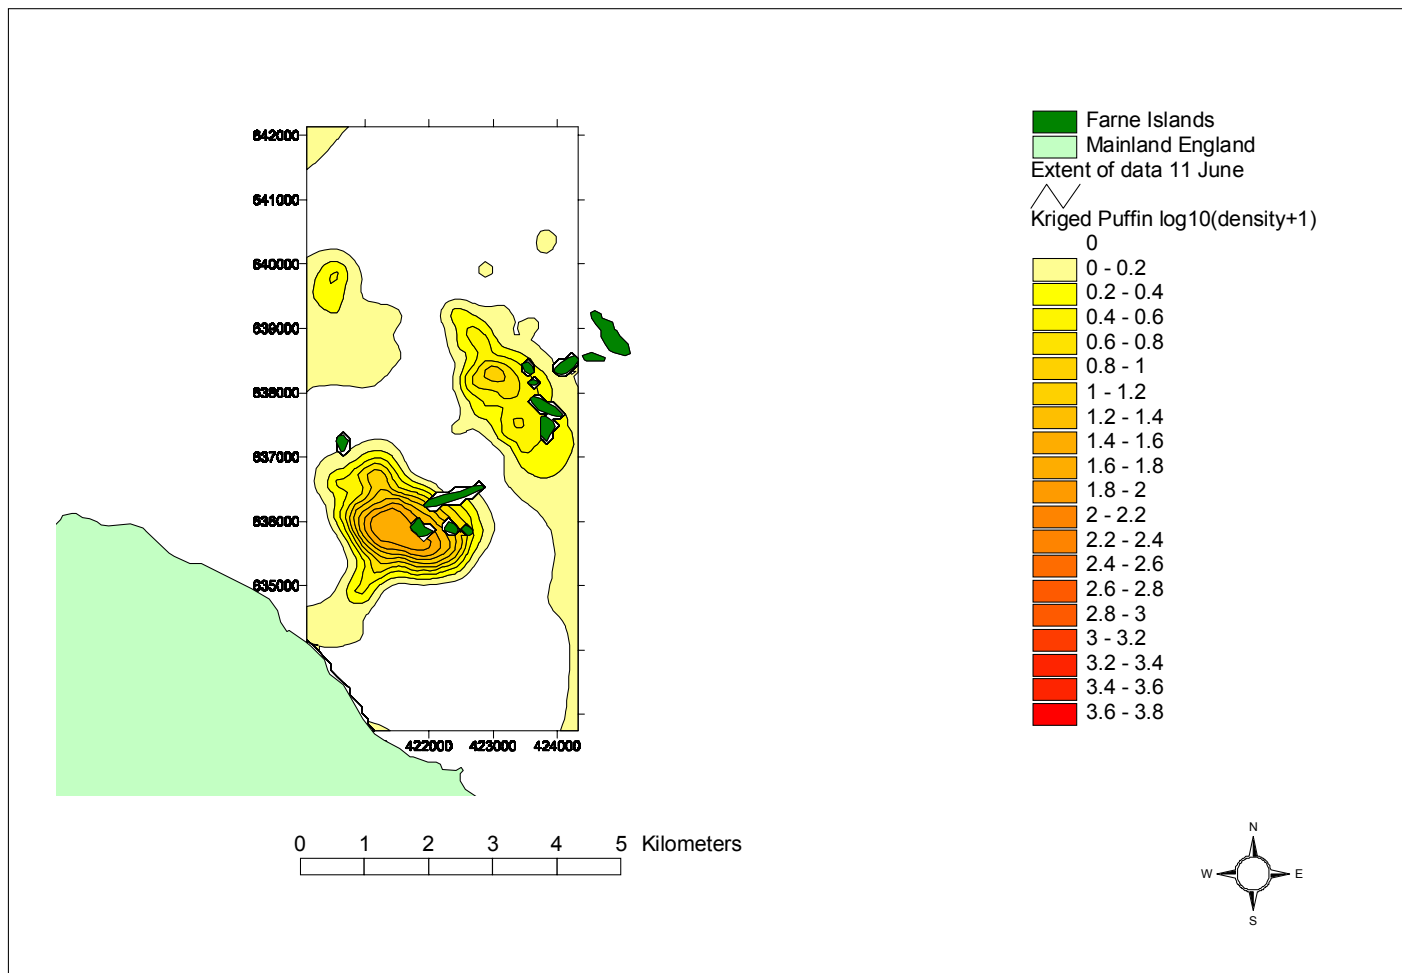 642000
641000
640000
639000
638000
637000
636000
635000
422000 423000 424000
0 1 2 3 4 5 Kilometers
Farne Islands
Mainland England
Extent of data 11 June
Kriged Puffin log10(density+1)
0
0 - 0.2
0.2 - 0.4
0.4 - 0.6
0.6 - 0.8
0.8 - 1
1 - 1.2
1.2 - 1.4
1.4 - 1.6
1.6 - 1.8
1.8 - 2
2 - 2.2
2.2 - 2.4
2.4 - 2.6
2.6 - 2.8
2.8 - 3
3 - 3.2
3.2 - 3.4
3.4 - 3.6
3.6 - 3.8
N
W E
S